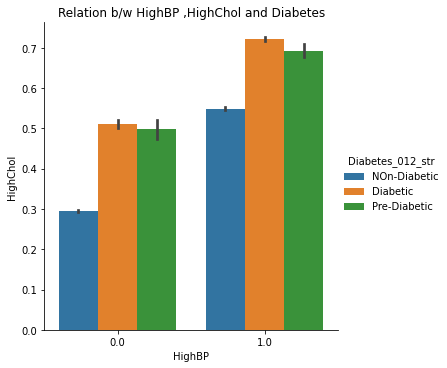 Relation b/w HighBP ,HighChol and Diabetes
0.7
0.6
0.5
0.4
0.3
0.2
0.1
0.0
HighChol
0.0
1.0
HighBP
Diabetes_012_str
NOn-Diabetic
Diabetic
Pre-Diabetic